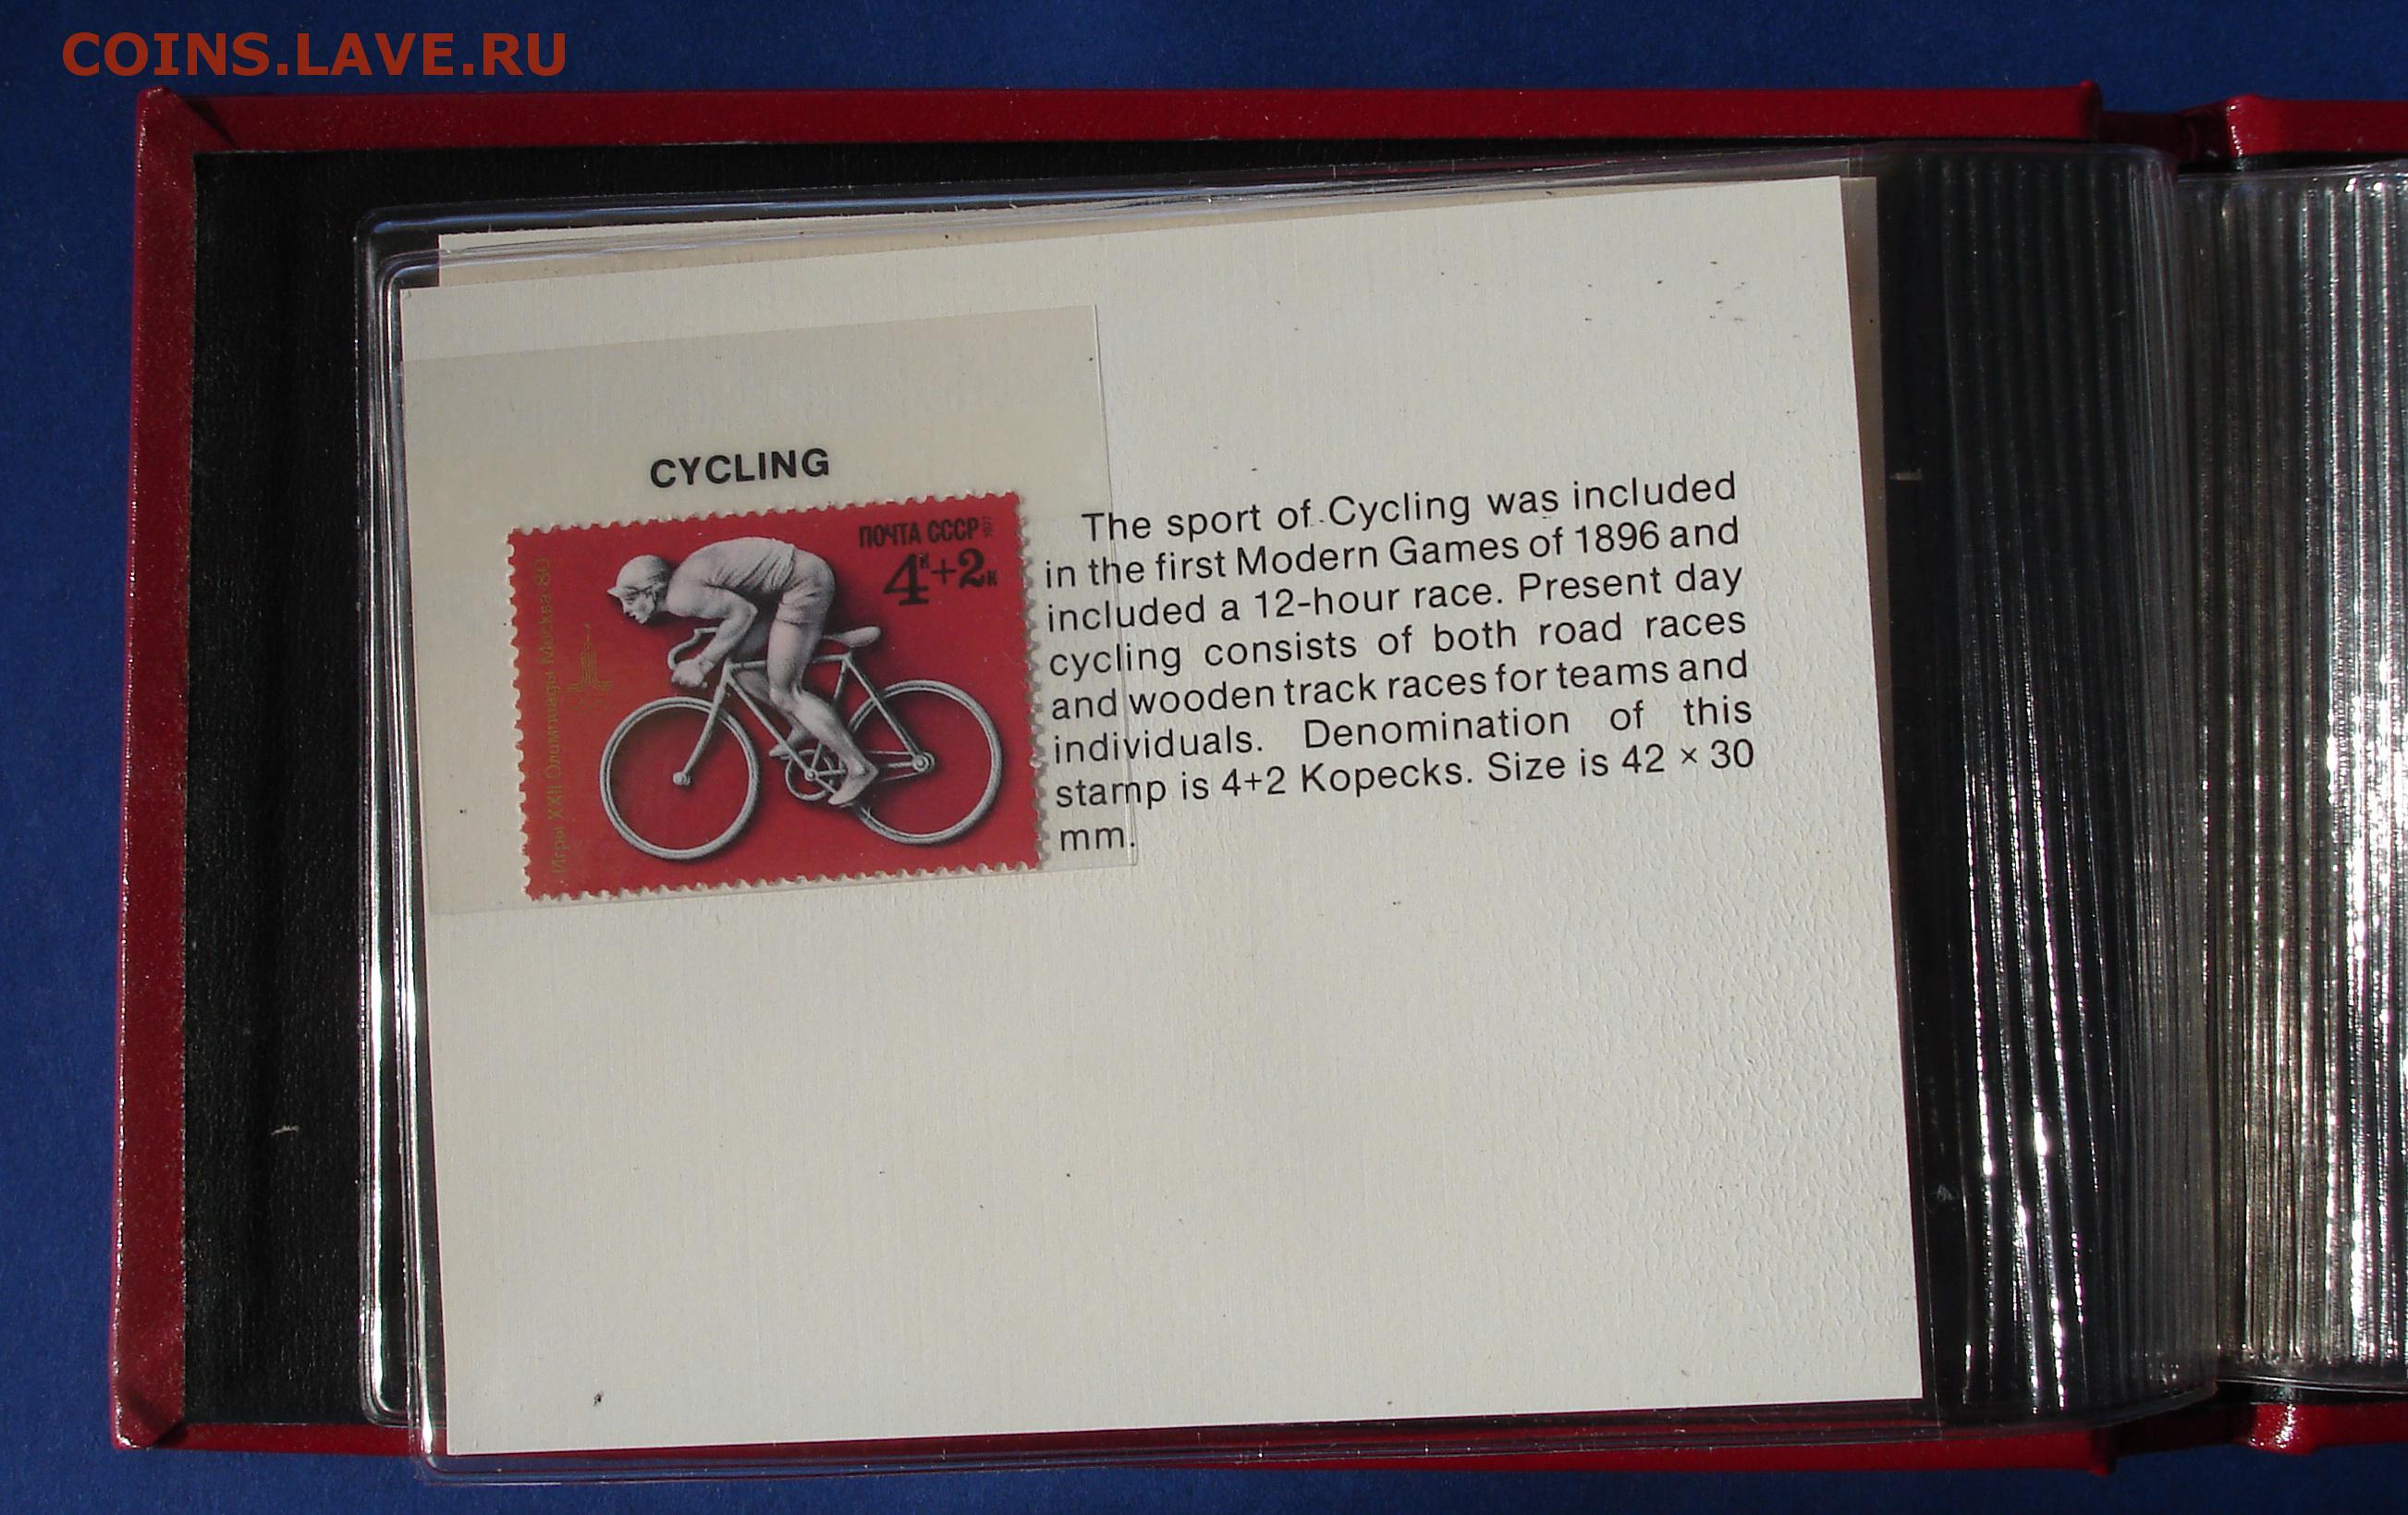 COINS.LAVE.RU
CYCLING
ПОЧТА СССР 1977
4к+2к
Игры XXII Олимпиады Москва 80
The sport of Cycling was included
in the first Modern Games of 1896 and
included a 12-hour race. Present day
cycling consists of both road races
and wooden track races for teams and
individuals. Denomination of this
stamp is 4+2 Kopecks. Size is 42 × 30
mm.